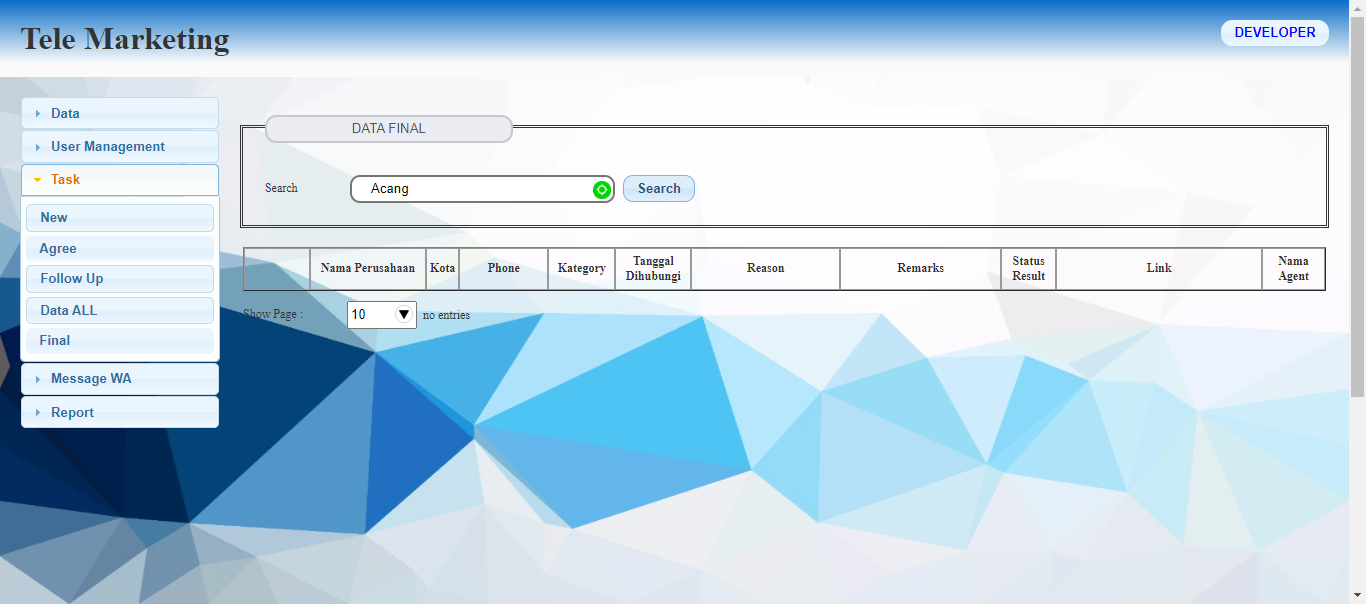 Tele Marketing
DEVELOPER
Data
User Management
Task
New
Agree
Follow Up
Data ALL
Final
Message WA
Report
DATA FINAL
Search Acang Search
Nama Perusahaan Kota Phone Kategory Tanggal Dihubungi Reason Remarks Status Result Link Nama Agent
Show Page : 10 no entries